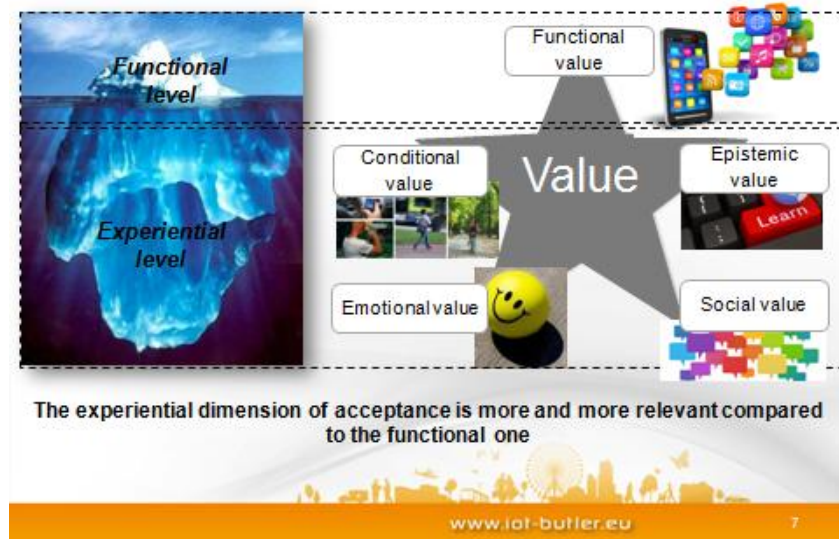 Functional
level
Functional
value
Conditional
value
Value
Epistemic
value
Learn
Experiential
level
Emotional value
Social value
The experiential dimension of acceptance is more and more relevant compared
to the functional one
www.iot-butler.eu
7